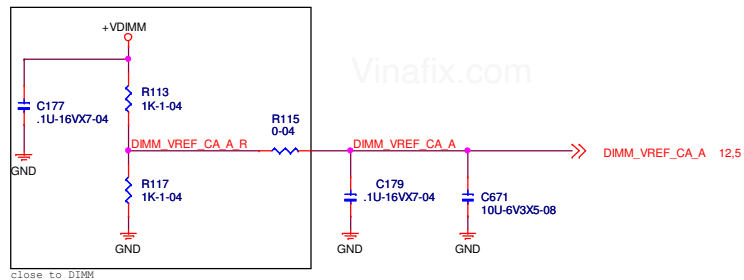 +VDIMM
Vinafix.com
R113
1K-1-04
C177
.1U-16VX7-04
R115
0-04
DIMM_VREF_CA_A_R
DIMM_VREF_CA_A
DIMM_VREF_CA_A 12,5
GND
R117
1K-1-04
C179
.1U-16VX7-04
C671
10U-6V3X5-08
GND
GND
GND
close to DIMM